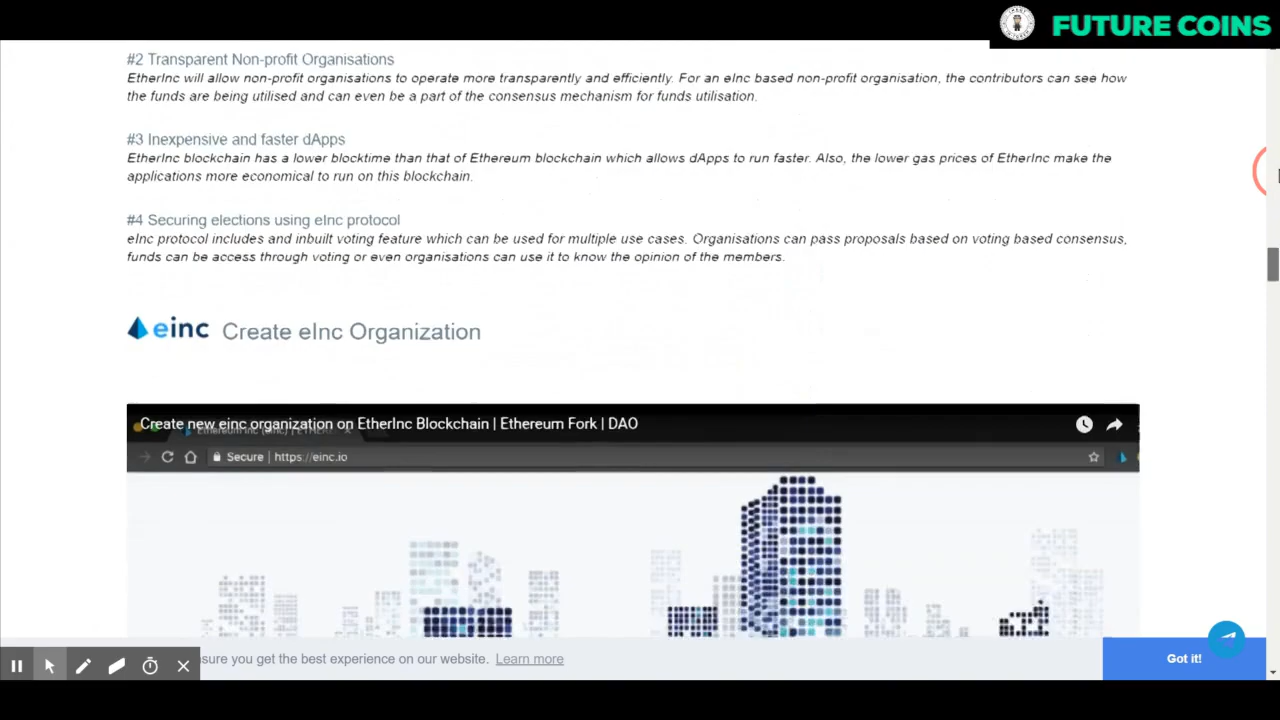 FUTURE COINS
#2 Transparent Non-profit Organisations
EtherInc will allow non-profit organisations to operate more transparently and efficiently. For an eInc based non-profit organisation, the contributors can see how
the funds are being utilised and can even be a part of the consensus mechanism for funds utilisation.
#3 Inexpensive and faster dApps
EtherInc blockchain has a lower blocktime than that of Ethereum blockchain which allows dApps to run faster. Also, the lower gas prices of EtherInc make the
applications more economical to run on this blockchain.
#4 Securing elections using eInc protocol
eInc protocol includes and inbuilt voting feature which can be used for multiple use cases. Organisations can pass proposals based on voting based consensus,
funds can be access through voting or even organisations can use it to know the opinion of the members.
einc Create eInc Organization
Create new einc organization on EtherInc Blockchain | Ethereum Fork | DAO
Secure | https://einc.io
sure you get the best experience on our website. Learn more
Got it!